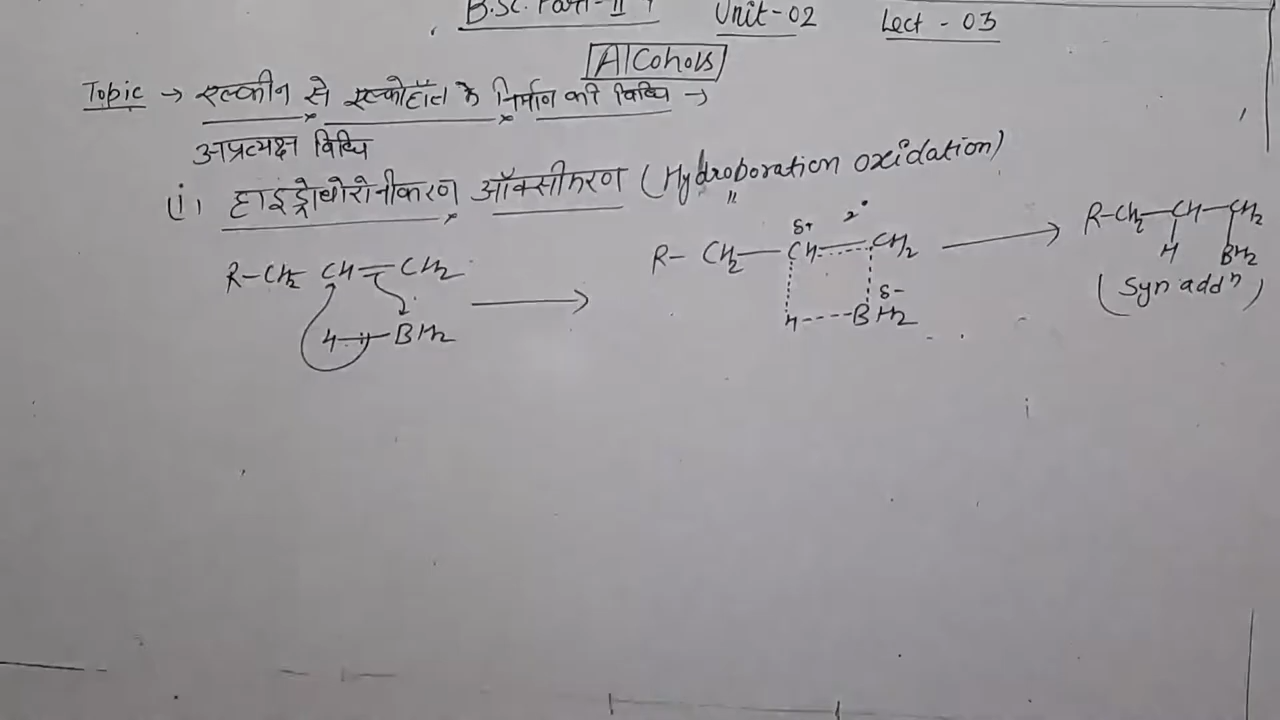 B.Sc. Part-II Unit-02 Lect - 03
Alcohols
Topic → एल्कीन से एल्कोहॉल के निर्माण की विधि →
अप्रत्यक्ष विधि
(i) हाइड्रोबोरोनीकरण ऑक्सीकरण (Hydroboration oxidation)
δ+ 2°
R-CH2 CH=CH2 R- CH2-CH=CH2 → R-CH2-CH-CH2
H BH2
δ-
H-BH2 → H----BH2 (Syn addn)